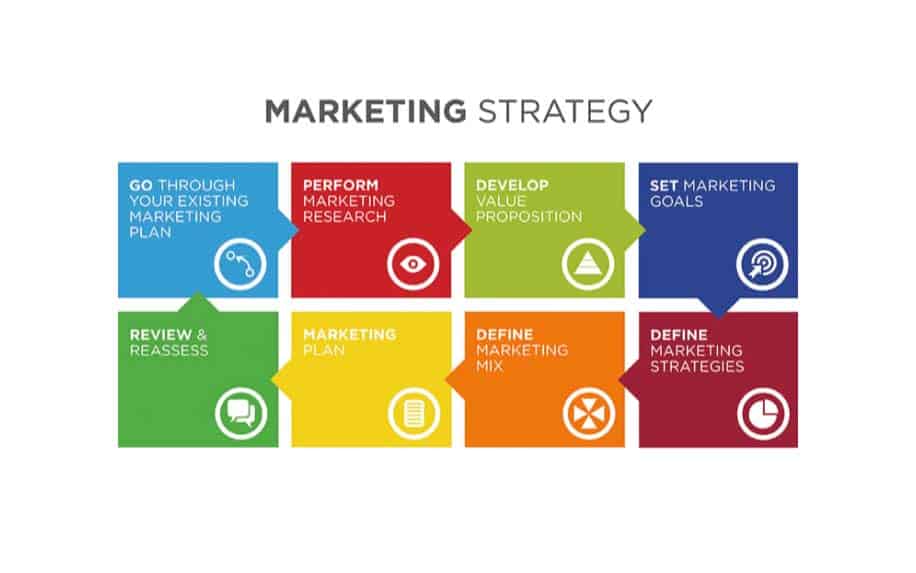 MARKETING STRATEGY
GO THROUGH
YOUR EXISTING
MARKETING
PLAN
PERFORM
MARKETING
RESEARCH
DEVELOP
VALUE
PROPOSITION
SET MARKETING
GOALS
DEFINE
MARKETING
STRATEGIES
DEFINE
MARKETING
MIX
MARKETING
PLAN
REVIEW &
REASSESS